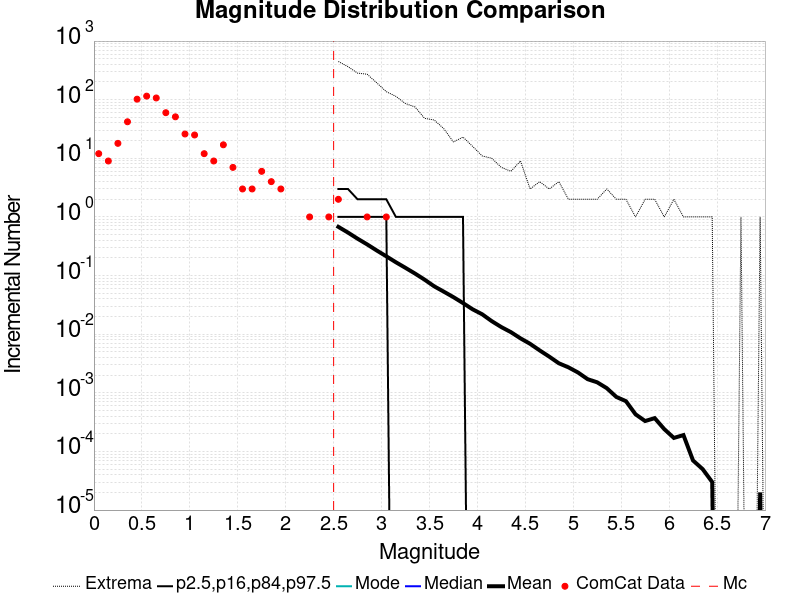 Magnitude Distribution Comparison
10^3
10^2
10^1
10^0
10^-1
10^-2
10^-3
10^-4
10^-5
Incremental Number
0 0.5 1 1.5 2 2.5 3 3.5 4 4.5 5 5.5 6 6.5 7
Magnitude
Extrema p2.5,p16,p84,p97.5 Mode Median Mean ComCat Data Mc